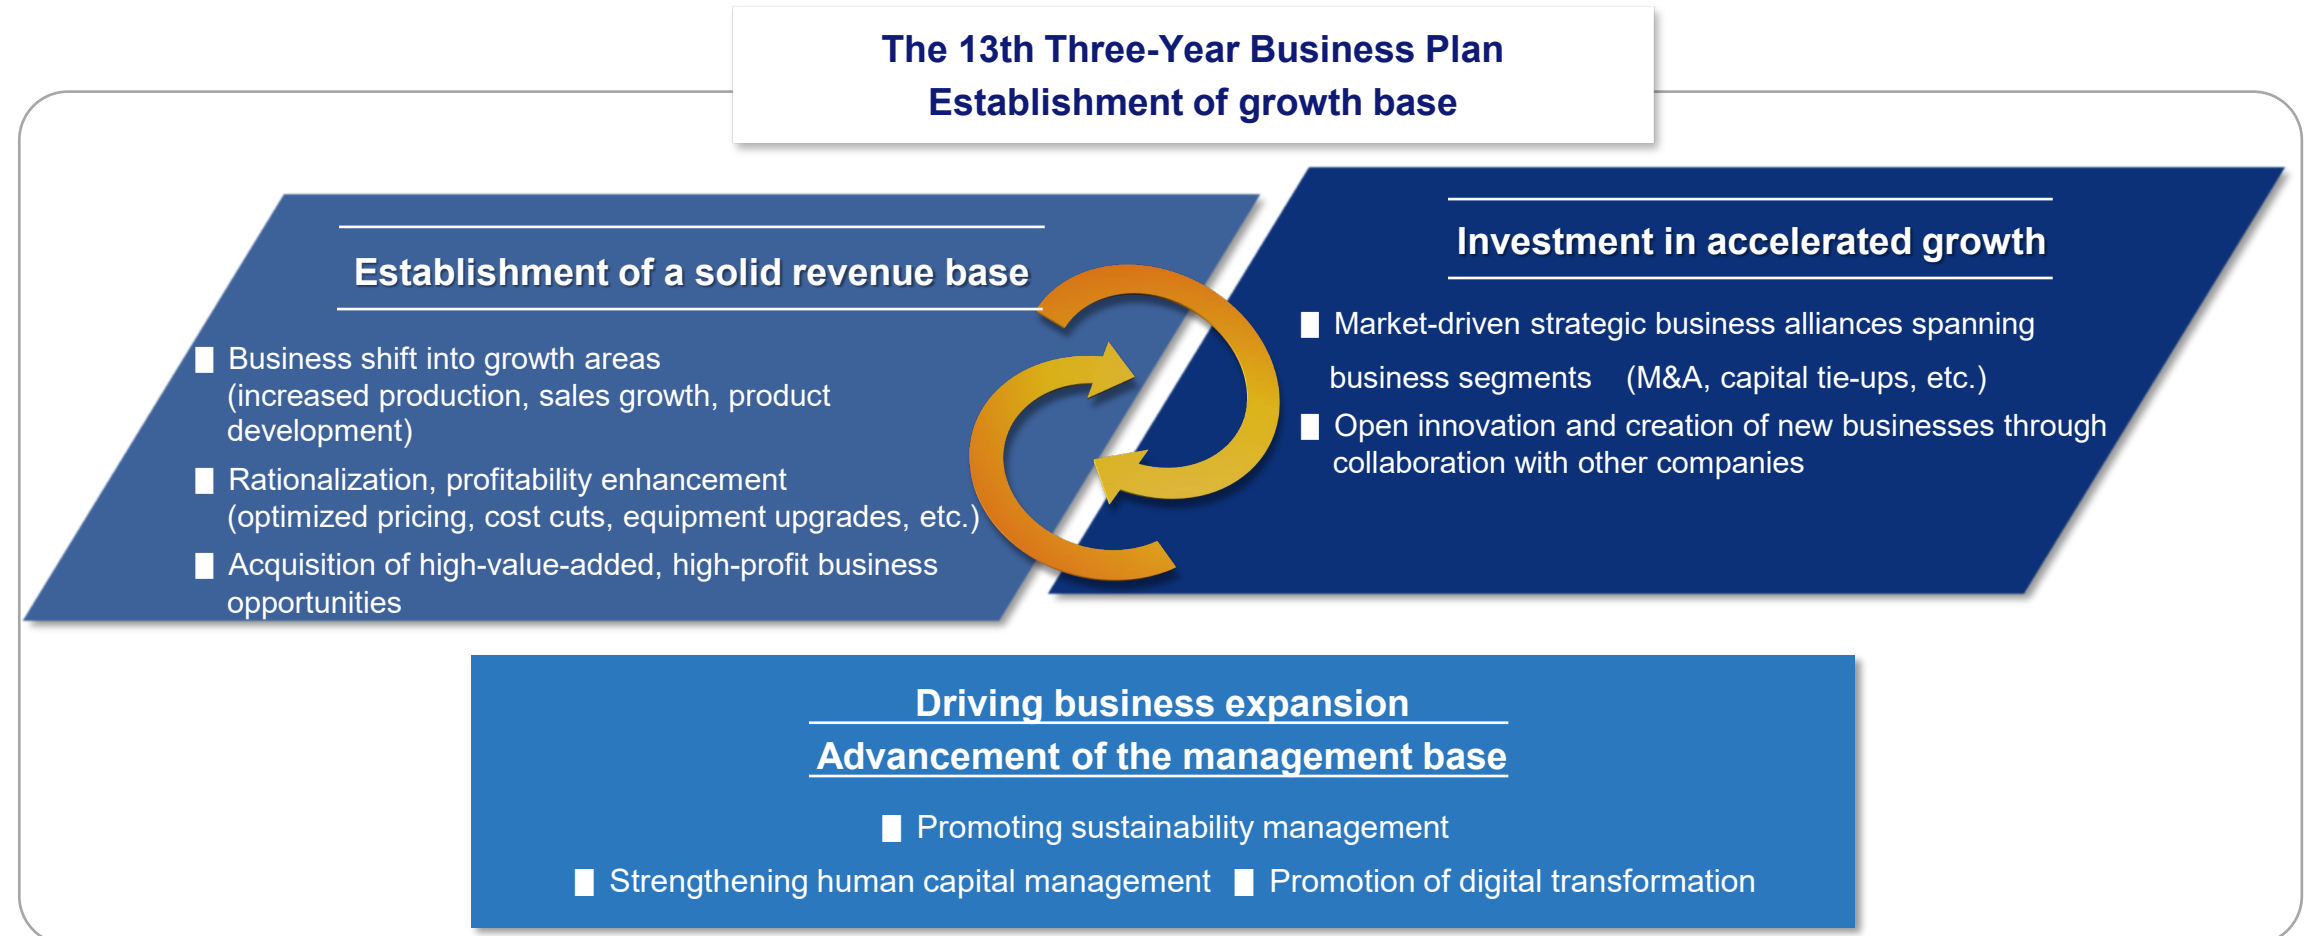 The 13th Three-Year Business Plan
Establishment of growth base
Establishment of a solid revenue base
■ Business shift into growth areas
(increased production, sales growth, product
development)
■ Rationalization, profitability enhancement
(optimized pricing, cost cuts, equipment upgrades, etc.)
■ Acquisition of high-value-added, high-profit business
opportunities
Investment in accelerated growth
■ Market-driven strategic business alliances spanning
business segments (M&A, capital tie-ups, etc.)
■ Open innovation and creation of new businesses through
collaboration with other companies
Driving business expansion
Advancement of the management base
■ Promoting sustainability management
■ Strengthening human capital management ■ Promotion of digital transformation